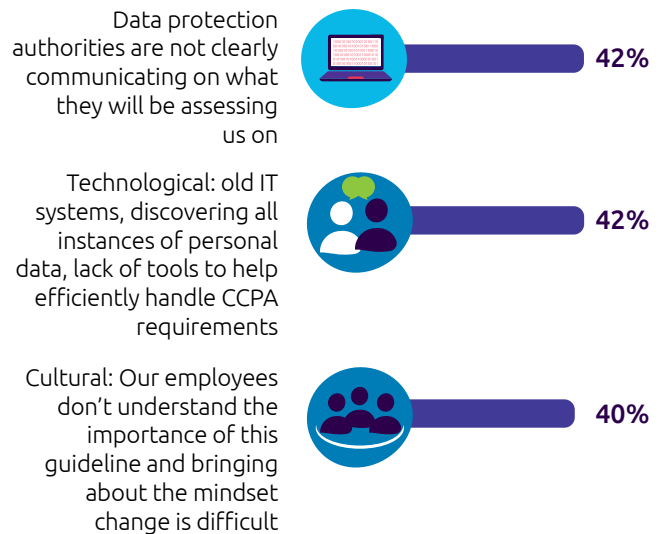 Data protection
authorities are not clearly
communicating on what
they will be assessing
us on
42%
Technological: old IT
systems, discovering all
instances of personal
data, lack of tools to help
efficiently handle CCPA
requirements
42%
Cultural: Our employees
don’t understand the
importance of this
guideline and bringing
about the mindset
change is difficult
40%